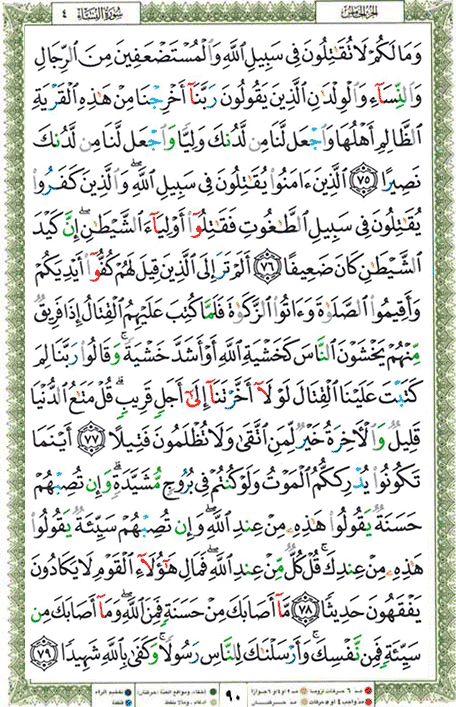 الجزء الخامس سورة النساء ٤
وَمَا لَكُمْ لَا تُقَٰتِلُونَ فِى سَبِيلِ ٱللَّهِ وَٱلْمُسْتَضْعَفِينَ مِنَ ٱلرِّجَالِ
وَٱلنِّسَآءِ وَٱلْوِلْدَٰنِ ٱلَّذِينَ يَقُولُونَ رَبَّنَآ أَخْرِجْنَا مِنْ هَٰذِهِ ٱلْقَرْيَةِ
ٱلظَّالِمِ أَهْلُهَا وَٱجْعَل لَّنَا مِن لَّدُنكَ وَلِيًّا وَٱجْعَل لَّنَا مِن لَّدُنكَ
نَصِيرًا ٧٥ ٱلَّذِينَ ءَامَنُوا۟ يُقَٰتِلُونَ فِى سَبِيلِ ٱللَّهِ ۖ وَٱلَّذِينَ كَفَرُوا۟
يُقَٰتِلُونَ فِى سَبِيلِ ٱلطَّٰغُوتِ فَقَٰتِلُوٓا۟ أَوْلِيَآءَ ٱلشَّيْطَٰنِ ۖ إِنَّ كَيْدَ
ٱلشَّيْطَٰنِ كَانَ ضَعِيفًا ٧٦ أَلَمْ تَرَ إِلَى ٱلَّذِينَ قِيلَ لَهُمْ كُفُّوٓا۟ أَيْدِيَكُمْ
وَأَقِيمُوا۟ ٱلصَّلَوٰةَ وَءَاتُوا۟ ٱلزَّكَوٰةَ فَلَمَّا كُتِبَ عَلَيْهِمُ ٱلْقِتَالُ إِذَا فَرِيقٌ
مِّنْهُمْ يَخْشَوْنَ ٱلنَّاسَ كَخَشْيَةِ ٱللَّهِ أَوْ أَشَدَّ خَشْيَةً ۚ وَقَالُوا۟ رَبَّنَا لِمَ
كَتَبْتَ عَلَيْنَا ٱلْقِتَالَ لَوْلَآ أَخَّرْتَنَآ إِلَىٰٓ أَجَلٍ قَرِيبٍ ۗ قُلْ مَتَٰعُ ٱلدُّنْيَا
قَلِيلٌ وَٱلْءَاخِرَةُ خَيْرٌ لِّمَنِ ٱتَّقَىٰ وَلَا تُظْلَمُونَ فَتِيلًا ٧٧ أَيْنَمَا
تَكُونُوا۟ يُدْرِككُّمُ ٱلْمَوْتُ وَلَوْ كُنتُمْ فِى بُرُوجٍ مُّشَيَّدَةٍ ۗ وَإِن تُصِبْهُمْ
حَسَنَةٌ يَقُولُوا۟ هَٰذِهِۦ مِنْ عِندِ ٱللَّهِ ۖ وَإِن تُصِبْهُمْ سَيِّئَةٌ يَقُولُوا۟
هَٰذِهِۦ مِنْ عِندِكَ ۚ قُلْ كُلٌّ مِّنْ عِندِ ٱللَّهِ ۖ فَمَالِ هَٰٓؤُلَآءِ ٱلْقَوْمِ لَا يَكَادُونَ
يَفْقَهُونَ حَدِيثًا ٧٨ مَّآ أَصَابَكَ مِنْ حَسَنَةٍ فَمِنَ ٱللَّهِ ۖ وَمَآ أَصَابَكَ مِن
سَيِّئَةٍ فَمِن نَّفْسِكَ ۚ وَأَرْسَلْنَٰكَ لِلنَّاسِ رَسُولًا ۚ وَكَفَىٰ بِٱللَّهِ شَهِيدًا ٧٩
٩٠